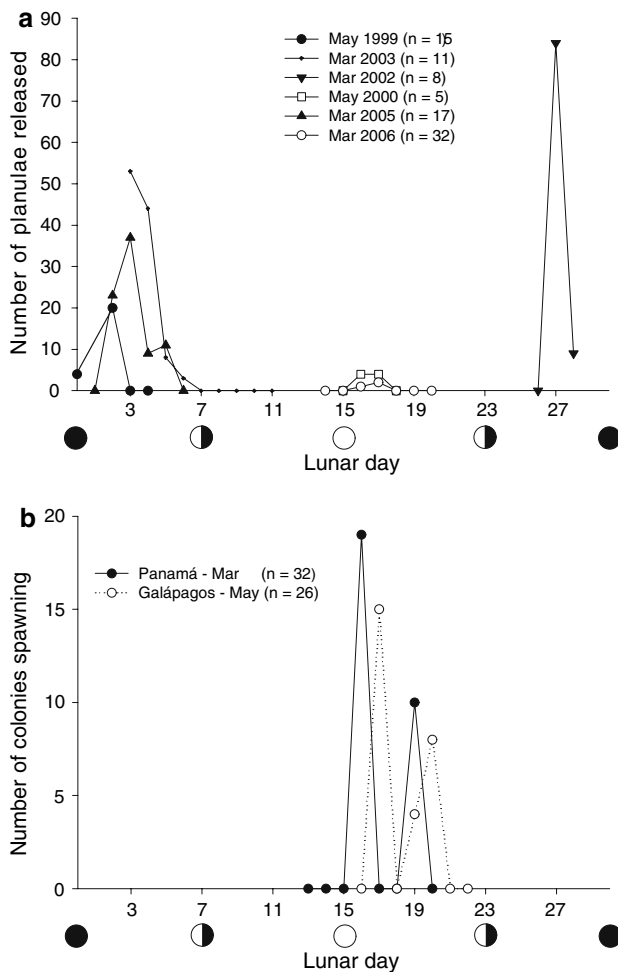 a
90
80
70
60
50
40
30
20
10
0
Number of planulae released
May 1999 (n = 15)
Mar 2003 (n = 11)
Mar 2002 (n = 8)
May 2000 (n = 5)
Mar 2005 (n = 17)
Mar 2006 (n = 32)
3 7 11 15 19 23 27
Lunar day
b
20
15
10
5
0
Number of colonies spawning
Panamá - Mar (n = 32)
Galápagos - May (n = 26)
3 7 11 15 19 23 27
Lunar day